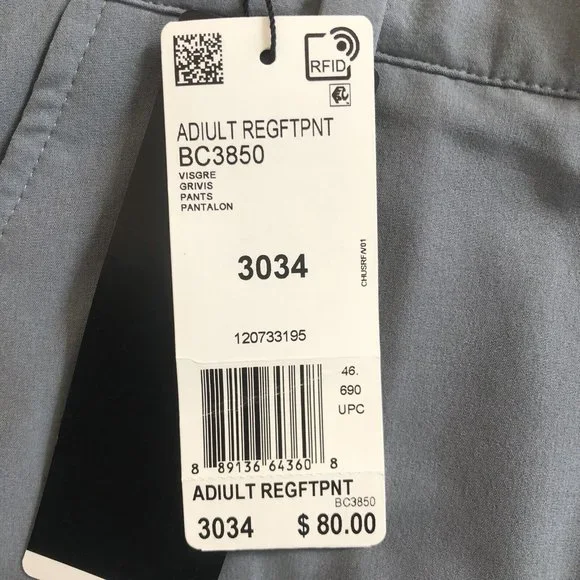 RFID
ADIULT REGFTPNT
BC3850
VISGRE
GRIVIS
PANTS
PANTALON
3034
CHUSRFA/01
120733195
46.
690
UPC
8 89136 64360 8
ADIULT REGFTPNT
BC3850
3034 $ 80.00